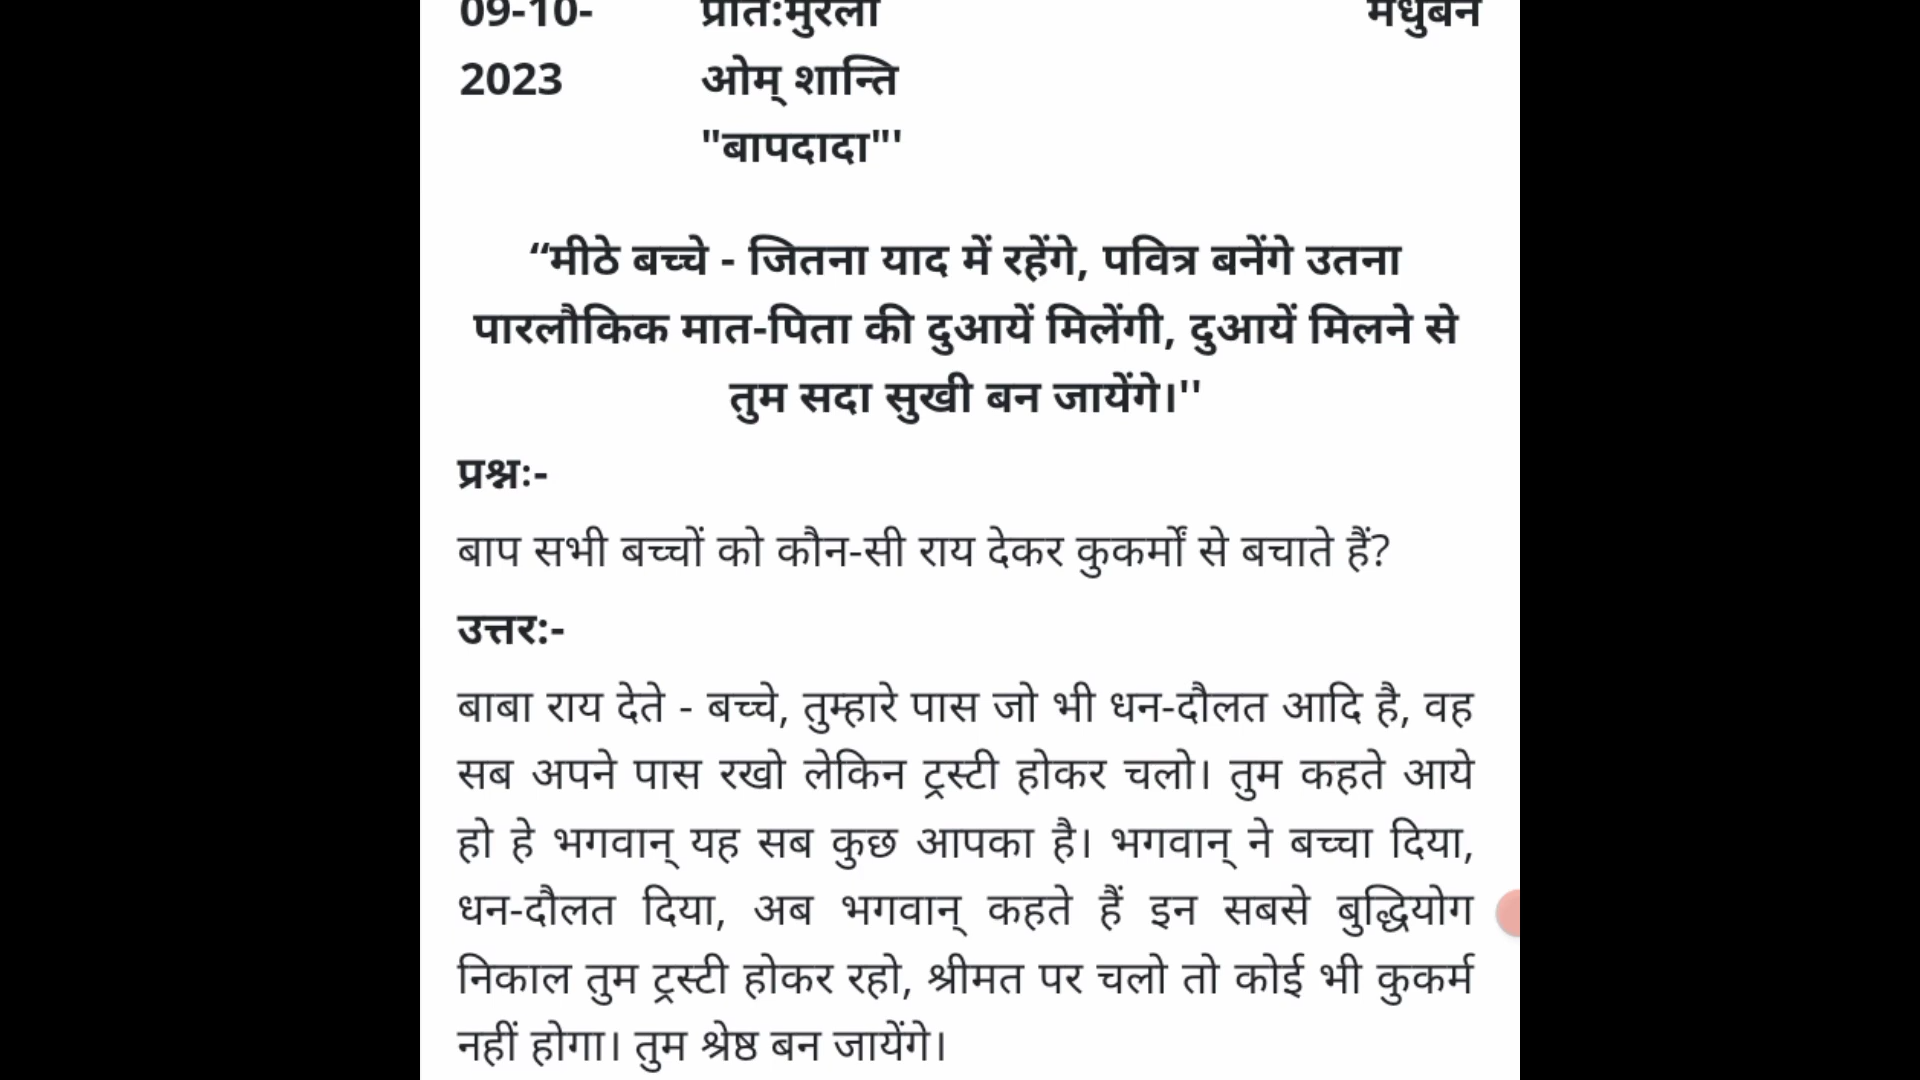 09-10- प्रात:मुरली मधुबन
2023 ओम् शान्ति
"बापदादा"'
“मीठे बच्चे - जितना याद में रहेंगे, पवित्र बनेंगे उतना
पारलौकिक मात-पिता की दुआयें मिलेंगी, दुआयें मिलने से
तुम सदा सुखी बन जायेंगे।''
प्रश्नः-
बाप सभी बच्चों को कौन-सी राय देकर कुकर्मों से बचाते हैं?
उत्तर:-
बाबा राय देते - बच्चे, तुम्हारे पास जो भी धन-दौलत आदि है, वह
सब अपने पास रखो लेकिन ट्रस्टी होकर चलो। तुम कहते आये
हो हे भगवान् यह सब कुछ आपका है। भगवान् ने बच्चा दिया,
धन-दौलत दिया, अब भगवान् कहते हैं इन सबसे बुद्धियोग
निकाल तुम ट्रस्टी होकर रहो, श्रीमत पर चलो तो कोई भी कुकर्म
नहीं होगा। तुम श्रेष्ठ बन जायेंगे।